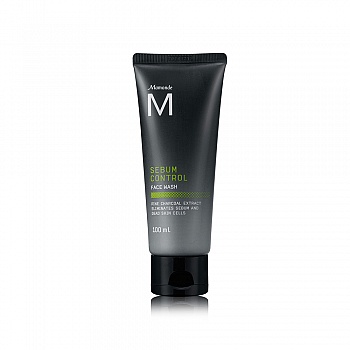 Mamonde
M
SEBUM
CONTROL
FACE WASH
PINE CHARCOAL EXTRACT
ELIMINATES SEBUM AND
DEAD SKIN CELLS
100 mL